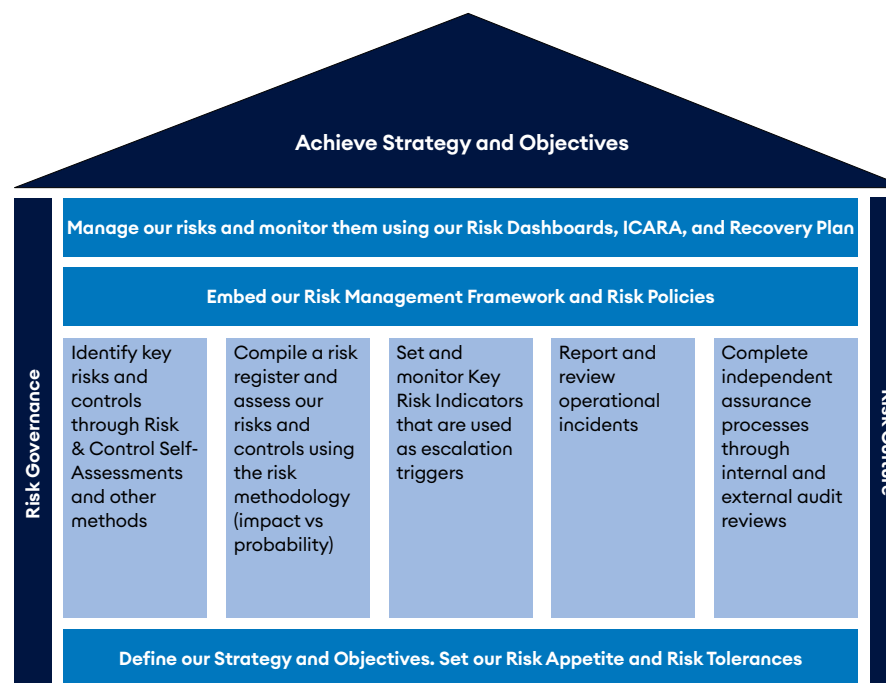 Achieve Strategy and Objectives
Manage our risks and monitor them using our Risk Dashboards, ICARA, and Recovery Plan
Embed our Risk Management Framework and Risk Policies
Risk Governance
Identify key
risks and
controls
through Risk
& Control Self-
Assessments
and other
methods
Compile a risk
register and
assess our
risks and
controls using
the risk
methodology
(impact vs
probability)
Set and
monitor Key
Risk Indicators
that are used
as escalation
triggers
Report and
review
operational
incidents
Complete
independent
assurance
processes
through
internal and
external audit
reviews
Define our Strategy and Objectives. Set our Risk Appetite and Risk Tolerances